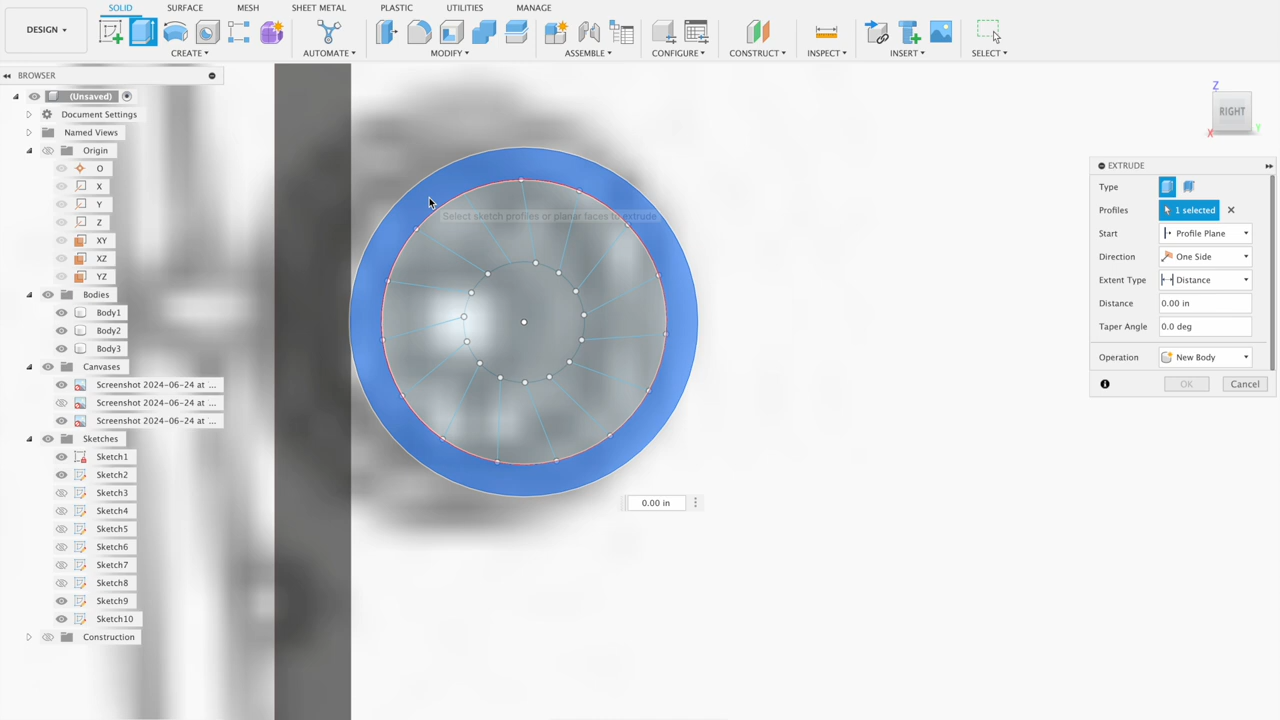 SOLID SURFACE MESH SHEET METAL PLASTIC UTILITIES MANAGE
DESIGN
CREATE AUTOMATE MODIFY ASSEMBLE CONFIGURE CONSTRUCT INSPECT INSERT SELECT
BROWSER
(Unsaved)
Document Settings
Named Views
Origin
O
X
Y
Z
XY
XZ
YZ
Bodies
Body1
Body2
Body3
Canvases
Screenshot 2024-06-24 at ...
Screenshot 2024-06-24 at ...
Screenshot 2024-06-24 at ...
Sketches
Sketch1
Sketch2
Sketch3
Sketch4
Sketch5
Sketch6
Sketch7
Sketch8
Sketch9
Sketch10
Construction
Select sketch profiles or planar faces to extrude
0.00 in
Z
RIGHT
X Y
EXTRUDE
Type
Profiles 1 selected
Start Profile Plane
Direction One Side
Extent Type Distance
Distance 0.00 in
Taper Angle 0.0 deg
Operation New Body
OK Cancel